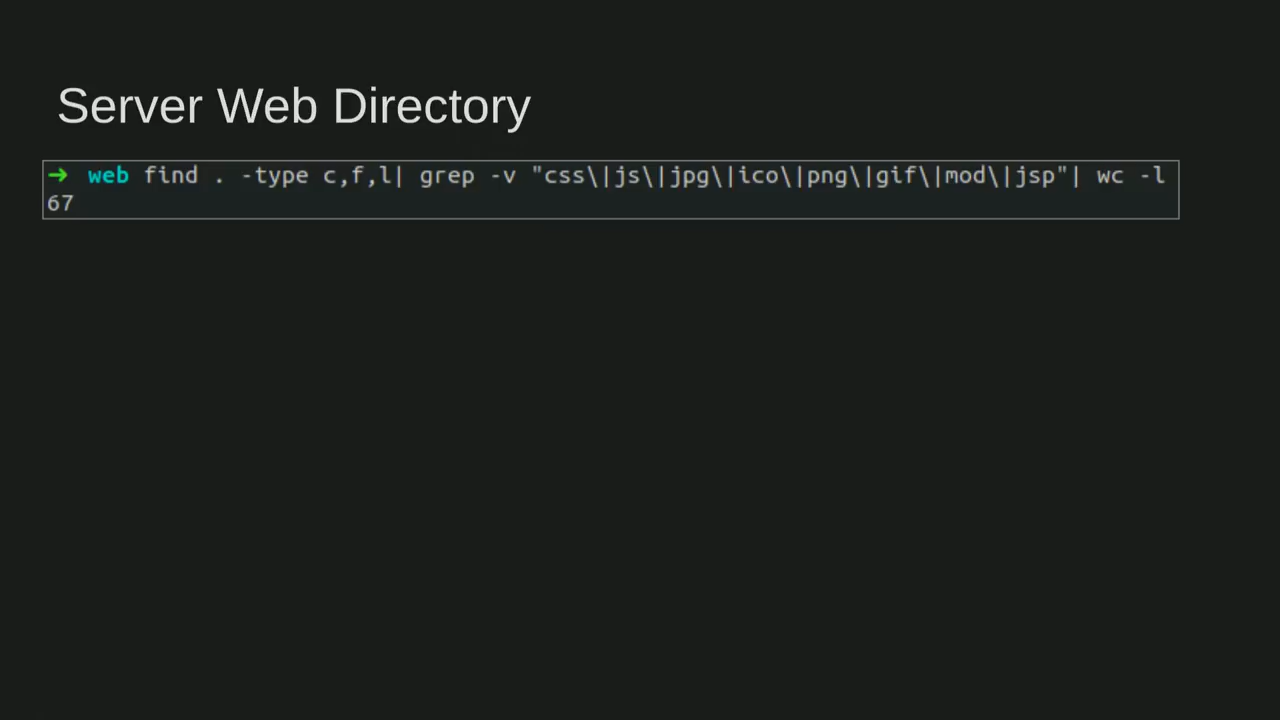 Server Web Directory
➜ web find . -type c,f,l| grep -v "css\|js\|jpg\|ico\|png\|gif\|mod\|jsp"| wc -l
67